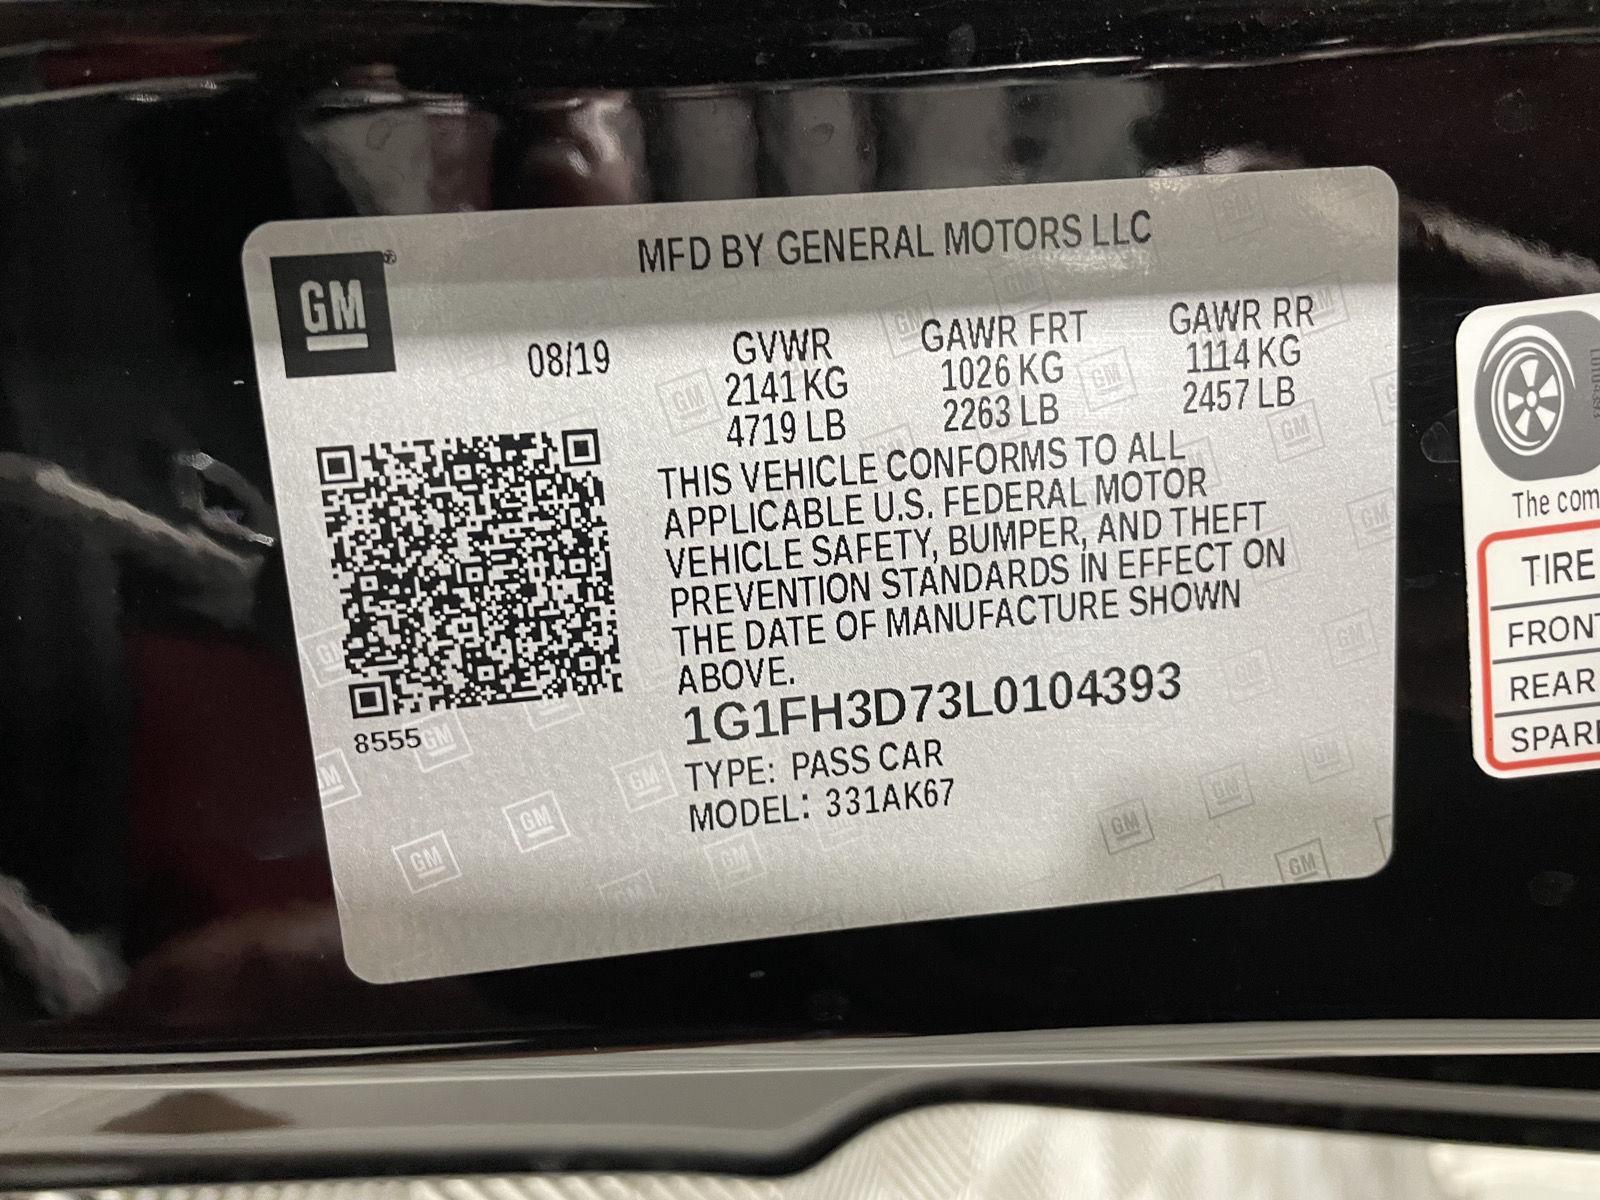 MFD BY GENERAL MOTORS LLC
GM
08/19
GVWR
2141 KG
4719 LB
GAWR FRT
1026 KG
2263 LB
GAWR RR
1114 KG
2457 LB
THIS VEHICLE CONFORMS TO ALL
APPLICABLE U.S. FEDERAL MOTOR
VEHICLE SAFETY, BUMPER, AND THEFT
PREVENTION STANDARDS IN EFFECT ON
THE DATE OF MANUFACTURE SHOWN
ABOVE.
1G1FH3D73L0104393
TYPE: PASS CAR
MODEL: 331AK67
8555
The com
TIRE
FRONT
REAR
SPAR